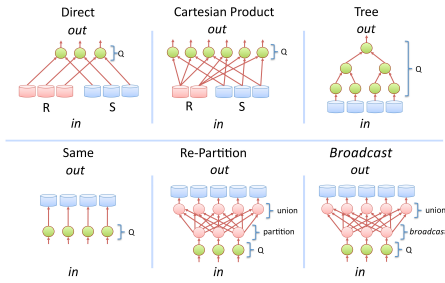 Direct
out
Q
R
S
in
Cartesian Product
out
Q
R
S
in
Tree
out
Q
in
Same
out
Q
in
Re-Partition
out
union
partition
Q
in
Broadcast
out
union
broadcast
Q
in